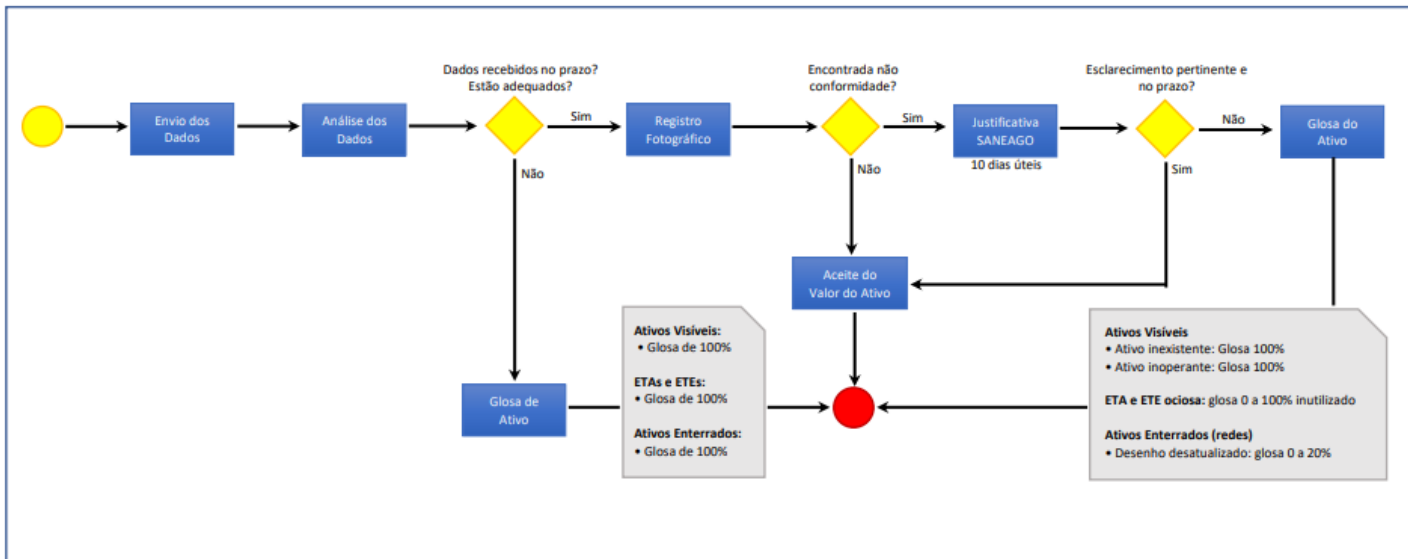 Dados recebidos no prazo?
Estão adequados?
Encontrada não
conformidade?
Esclarecimento pertinente e
no prazo?
Envio dos
Dados
Análise dos
Dados
Sim
Registro
Fotográfico
Sim
Justificativa
SANEAGO
10 dias úteis
Não
Glosa do
Ativo
Não
Não
Sim
Aceite do
Valor do Ativo
Glosa de
Ativo
Ativos Visíveis:
• Glosa de 100%
ETAs e ETEs:
• Glosa de 100%
Ativos Enterrados:
• Glosa de 100%
Ativos Visíveis
• Ativo inexistente: Glosa 100%
• Ativo inoperante: Glosa 100%
ETA e ETE ociosa: glosa 0 a 100% inutilizado
Ativos Enterrados (redes)
• Desenho desatualizado: glosa 0 a 20%